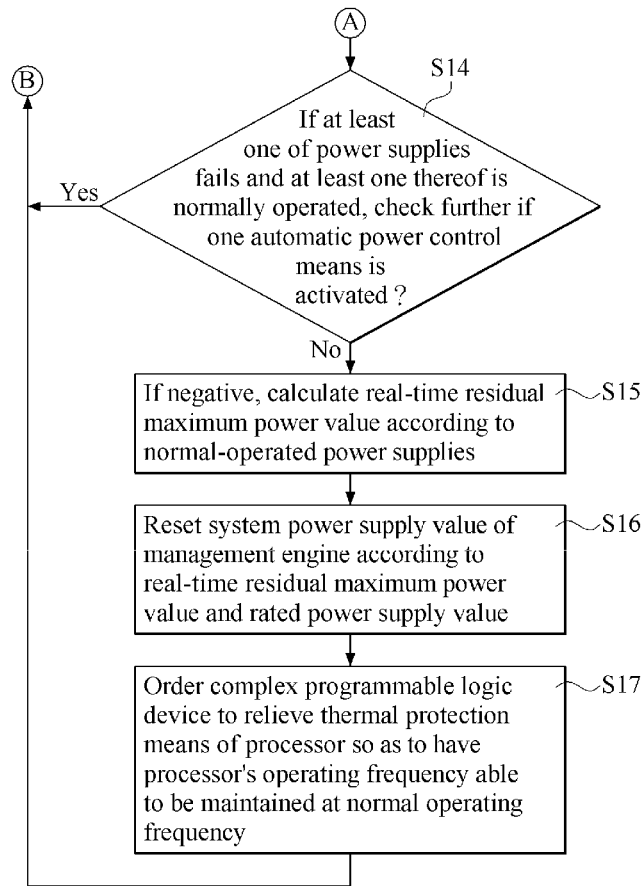 A
B
S14
If at least
one of power supplies
fails and at least one thereof is
normally operated, check further if
one automatic power control
means is
activated ?
Yes
No
If negative, calculate real-time residual
maximum power value according to
normal-operated power supplies
S15
Reset system power supply value of
management engine according to
real-time residual maximum power
value and rated power supply value
S16
Order complex programmable logic
device to relieve thermal protection
means of processor so as to have
processor's operating frequency able
to be maintained at normal operating
frequency
S17